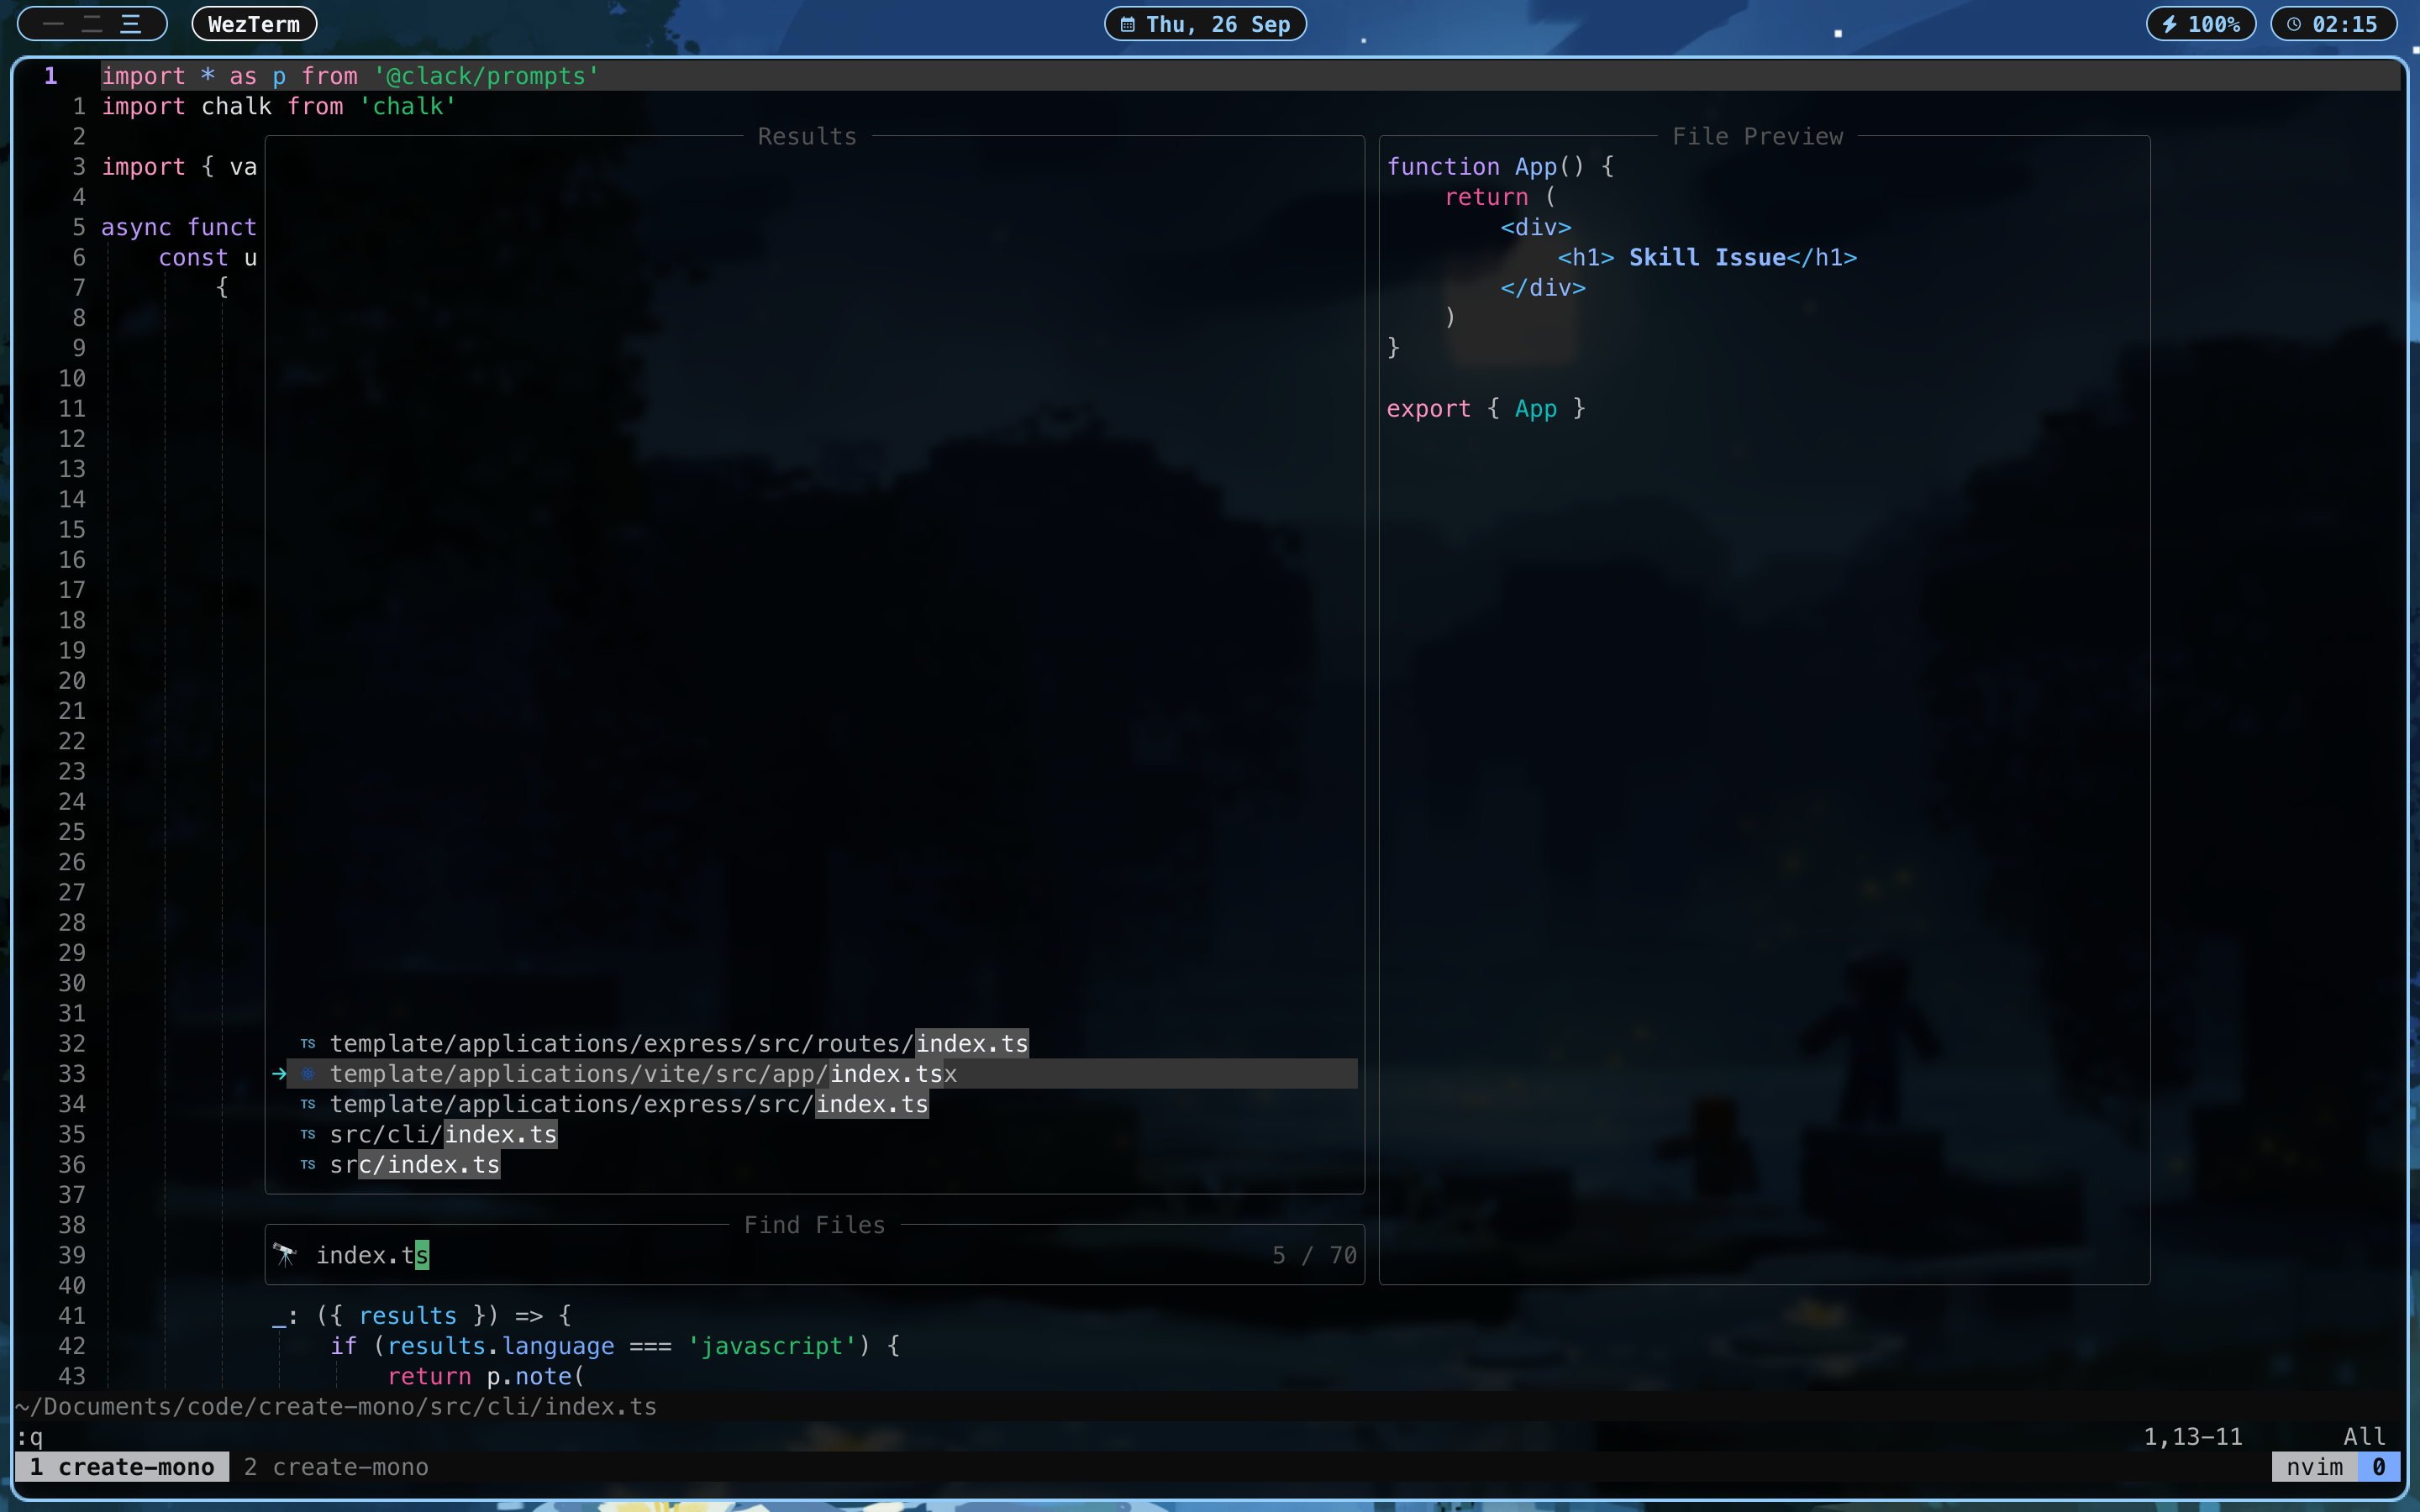 一 二 三 WezTerm Thu, 26 Sep 100% 02:15
1 import * as p from '@clack/prompts'
1 import chalk from 'chalk'
2
3 import { va
4
5 async funct
6 const u
7 {
8
9
10
11
12
13
14
15
16
17
18
19
20
21
22
23
24
25
26
27
28
29
30
31
32
33
34
35
36
37
38
39
40
41 _: ({ results }) => {
42 if (results.language === 'javascript') {
43 return p.note(
Results
TS template/applications/express/src/routes/index.ts
→ template/applications/vite/src/app/index.tsx
TS template/applications/express/src/index.ts
TS src/cli/index.ts
TS src/index.ts
Find Files
index.ts 5 / 70
File Preview
function App() {
return (
<div>
<h1> Skill Issue</h1>
</div>
)
}
export { App }
~/Documents/code/create-mono/src/cli/index.ts
:q 1,13-11 All
1 create-mono 2 create-mono nvim 0